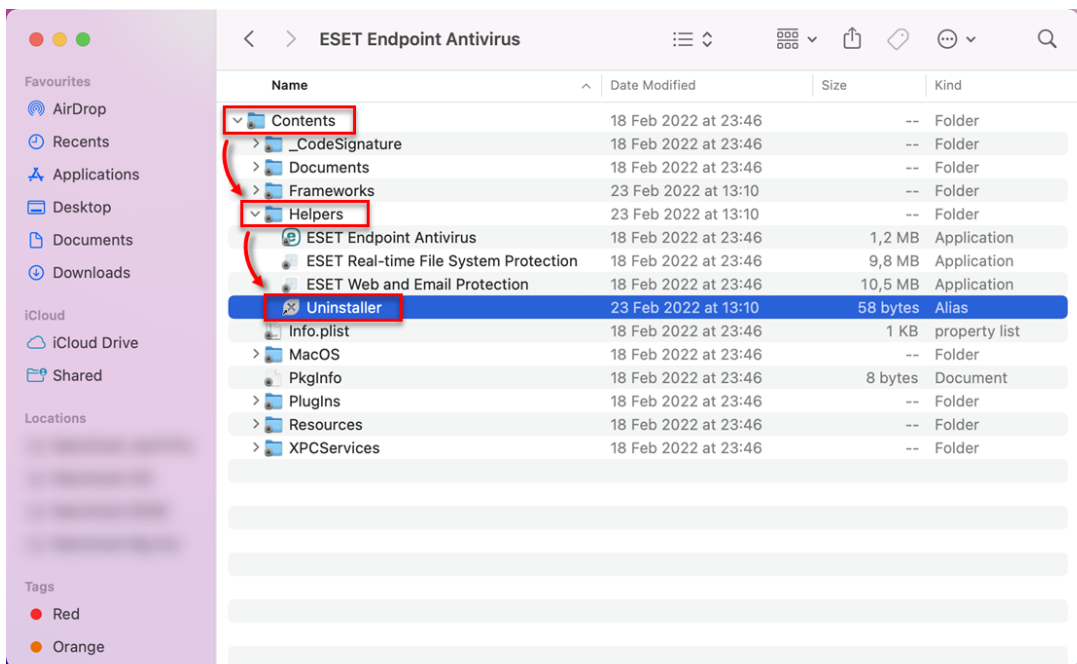 ESET Endpoint Antivirus
Favourites
AirDrop
Recents
Applications
Desktop
Documents
Downloads
iCloud
iCloud Drive
Shared
Locations
Tags
Red
Orange
Name Date Modified Size Kind
Contents 18 Feb 2022 at 23:46 -- Folder
_CodeSignature 18 Feb 2022 at 23:46 -- Folder
Documents 18 Feb 2022 at 23:46 -- Folder
Frameworks 23 Feb 2022 at 13:10 -- Folder
Helpers 23 Feb 2022 at 13:10 -- Folder
ESET Endpoint Antivirus 18 Feb 2022 at 23:46 1,2 MB Application
ESET Real-time File System Protection 18 Feb 2022 at 23:46 9,8 MB Application
ESET Web and Email Protection 18 Feb 2022 at 23:46 10,5 MB Application
Uninstaller 23 Feb 2022 at 13:10 58 bytes Alias
Info.plist 18 Feb 2022 at 23:46 1 KB property list
MacOS 18 Feb 2022 at 23:46 -- Folder
PkgInfo 18 Feb 2022 at 23:46 8 bytes Document
PlugIns 18 Feb 2022 at 23:46 -- Folder
Resources 18 Feb 2022 at 23:46 -- Folder
XPCServices 18 Feb 2022 at 23:46 -- Folder